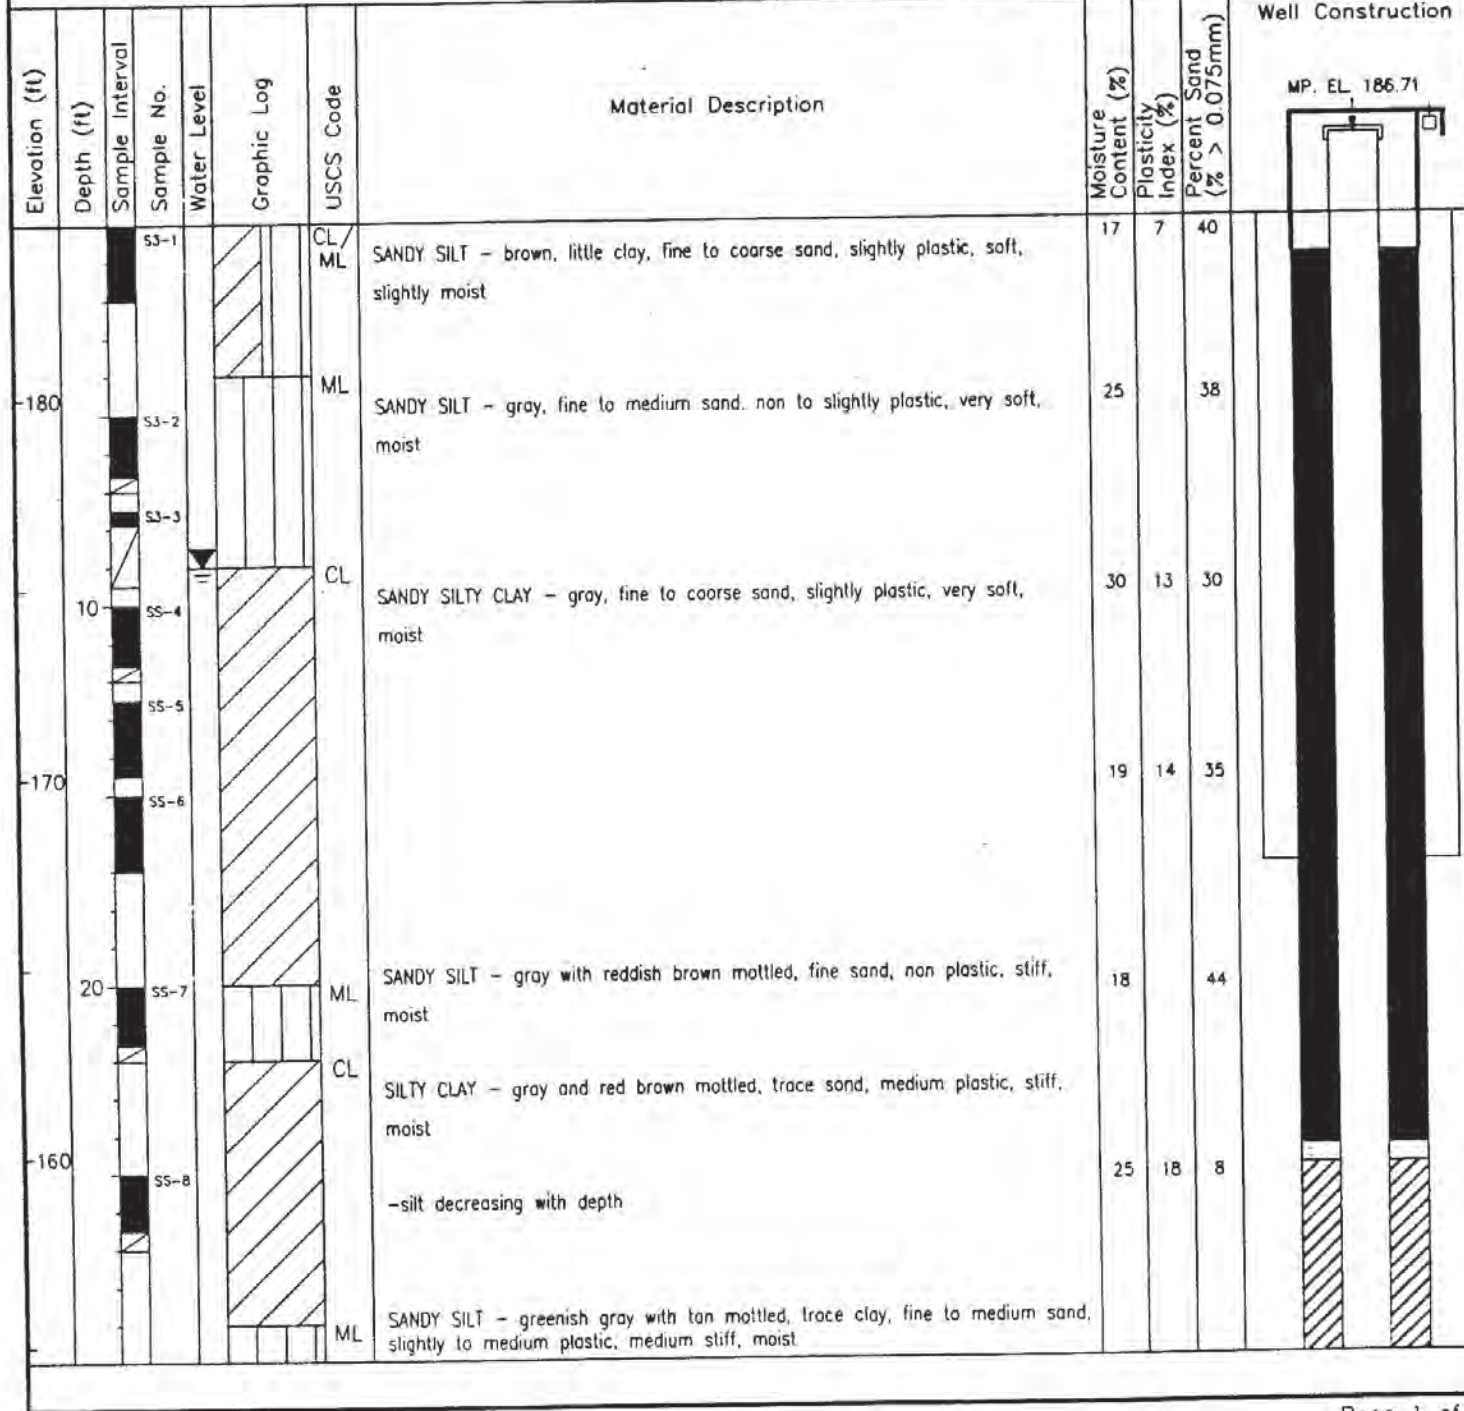 Well Construction
Elevation (ft)
Depth (ft)
Sample Interval
Sample No.
Water Level
Graphic Log
USCS Code
Material Description
Moisture
Content (%)
Plasticity
Index (%)
Percent Sand
(% > 0.075mm)
MP. EL. 186.71
S3-1
CL/
ML
SANDY SILT – brown, little clay, fine to coarse sand, slightly plastic, soft,
slightly moist
17 7 40
180
S3-2
ML
SANDY SILT – gray, fine to medium sand. non to slightly plastic, very soft,
moist
25 38
S3-3
CL
SANDY SILTY CLAY – gray, fine to coorse sand, slightly plastic, very soft,
moist
30 13 30
10
SS-4
SS-5
170
19 14 35
SS-6
20
SS-7
ML
SANDY SILT – gray with reddish brown mottled, fine sand, non plastic, stiff,
moist
18 44
CL
SILTY CLAY – gray and red brown mottled, trace sond, medium plastic, stiff,
moist
160
25 18 8
SS-8
-silt decreasing with depth
ML
SANDY SILT – greenish gray with tan mottled, trace clay, fine to medium sand,
slightly to medium plastic, medium stiff, moist